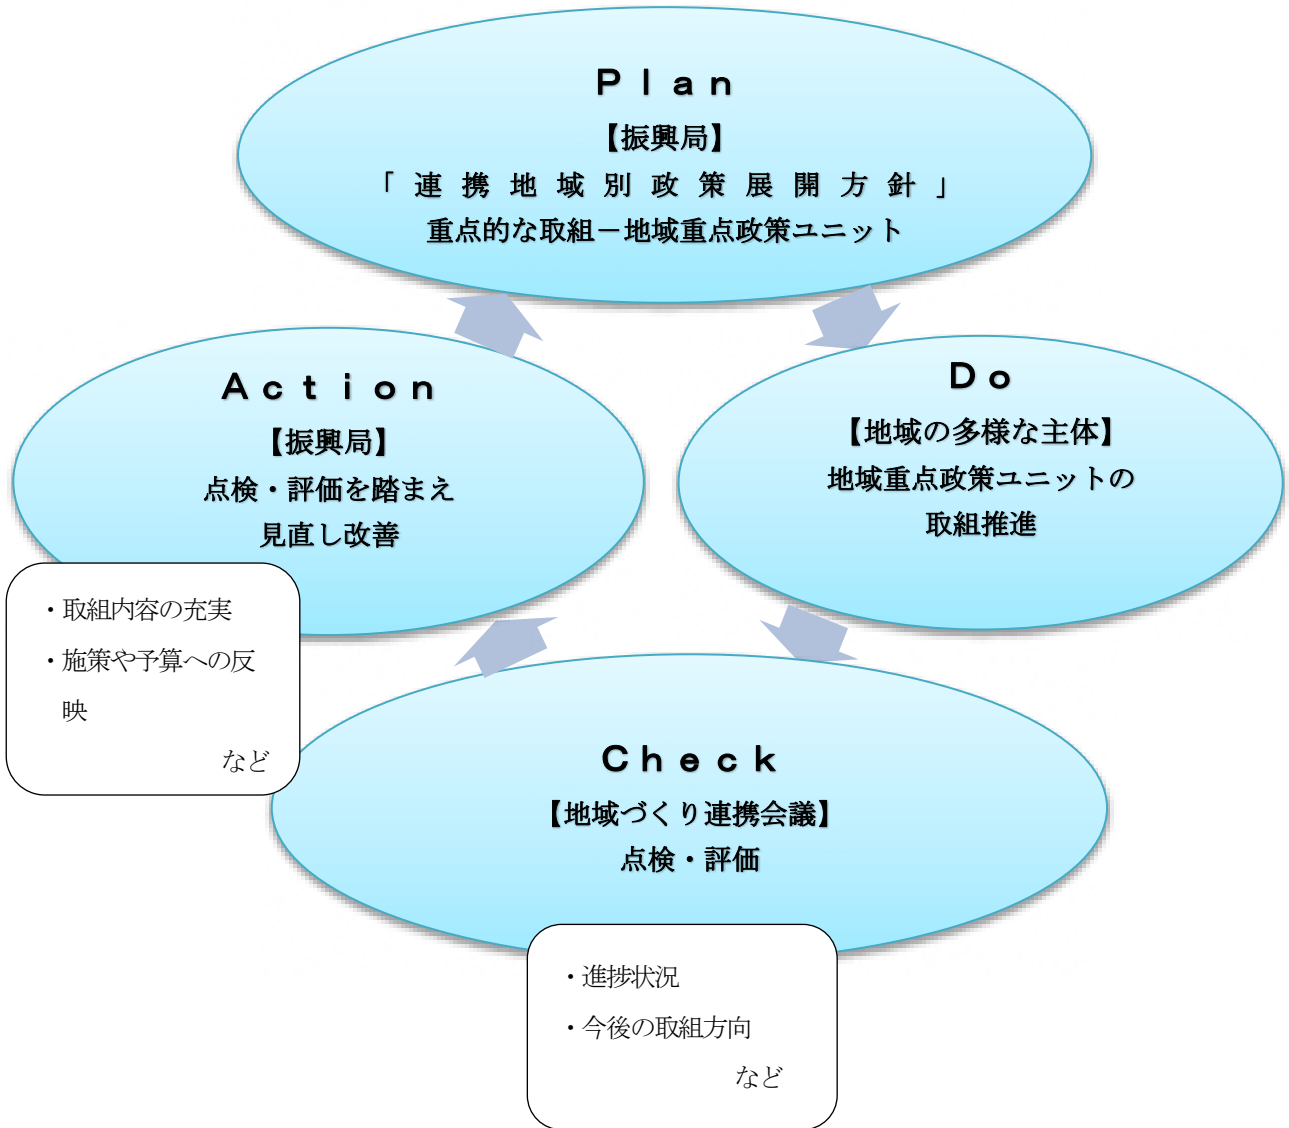 Ｐｌａｎ
【振興局】
「連携地域別政策展開方針」
重点的な取組－地域重点政策ユニット
Ｄｏ
【地域の多様な主体】
地域重点政策ユニットの
取組推進
Ｃｈｅｃｋ
【地域づくり連携会議】
点検・評価
・進捗状況
・今後の取組方向
など
Ａｃｔｉｏｎ
【振興局】
点検・評価を踏まえ
見直し改善
・取組内容の充実
・施策や予算への反
映
など